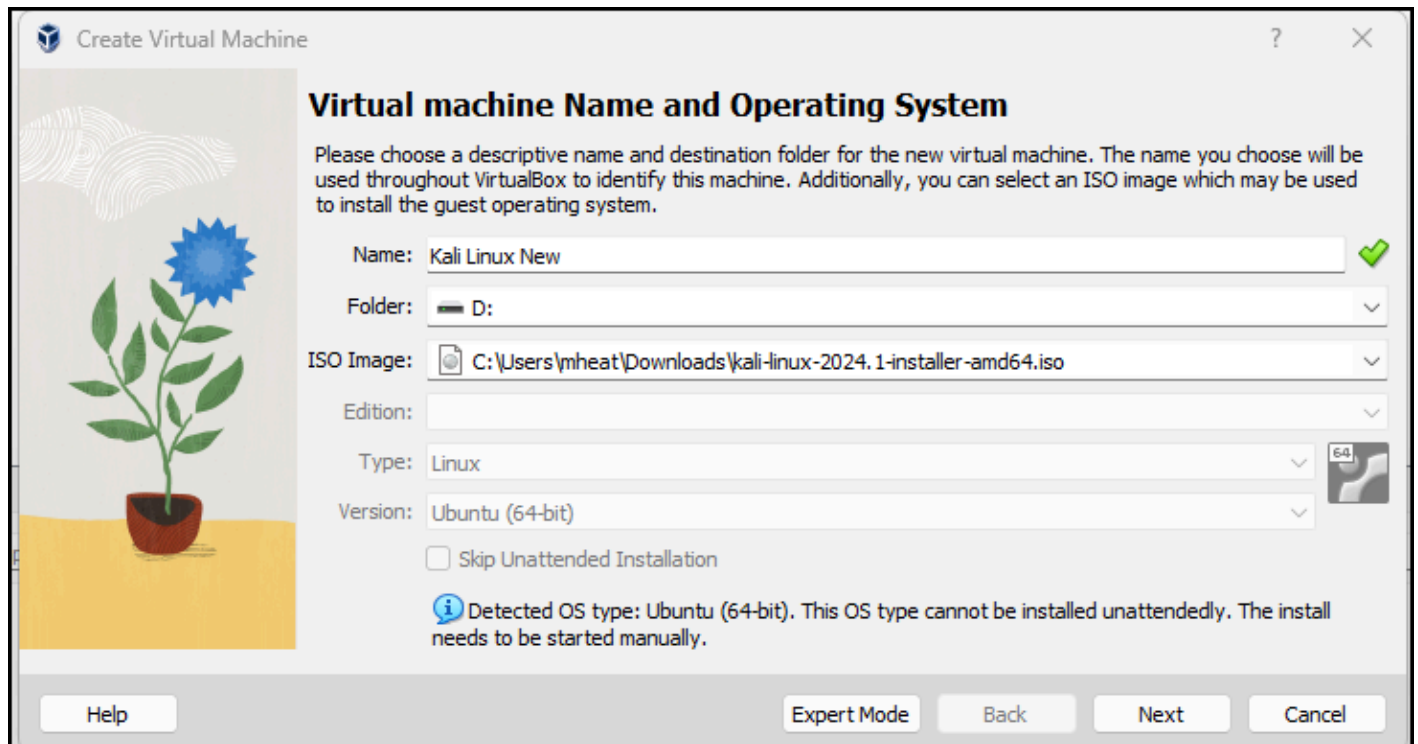 Create Virtual Machine
?
Virtual machine Name and Operating System
Please choose a descriptive name and destination folder for the new virtual machine. The name you choose will be
used throughout VirtualBox to identify this machine. Additionally, you can select an ISO image which may be used
to install the guest operating system.
Name: Kali Linux New
Folder: D:
ISO Image: C:\Users\mheat\Downloads\kali-linux-2024.1-installer-amd64.iso
Edition:
Type: Linux
64
Version: Ubuntu (64-bit)
Skip Unattended Installation
Detected OS type: Ubuntu (64-bit). This OS type cannot be installed unattendedly. The install
needs to be started manually.
Help Expert Mode Back Next Cancel